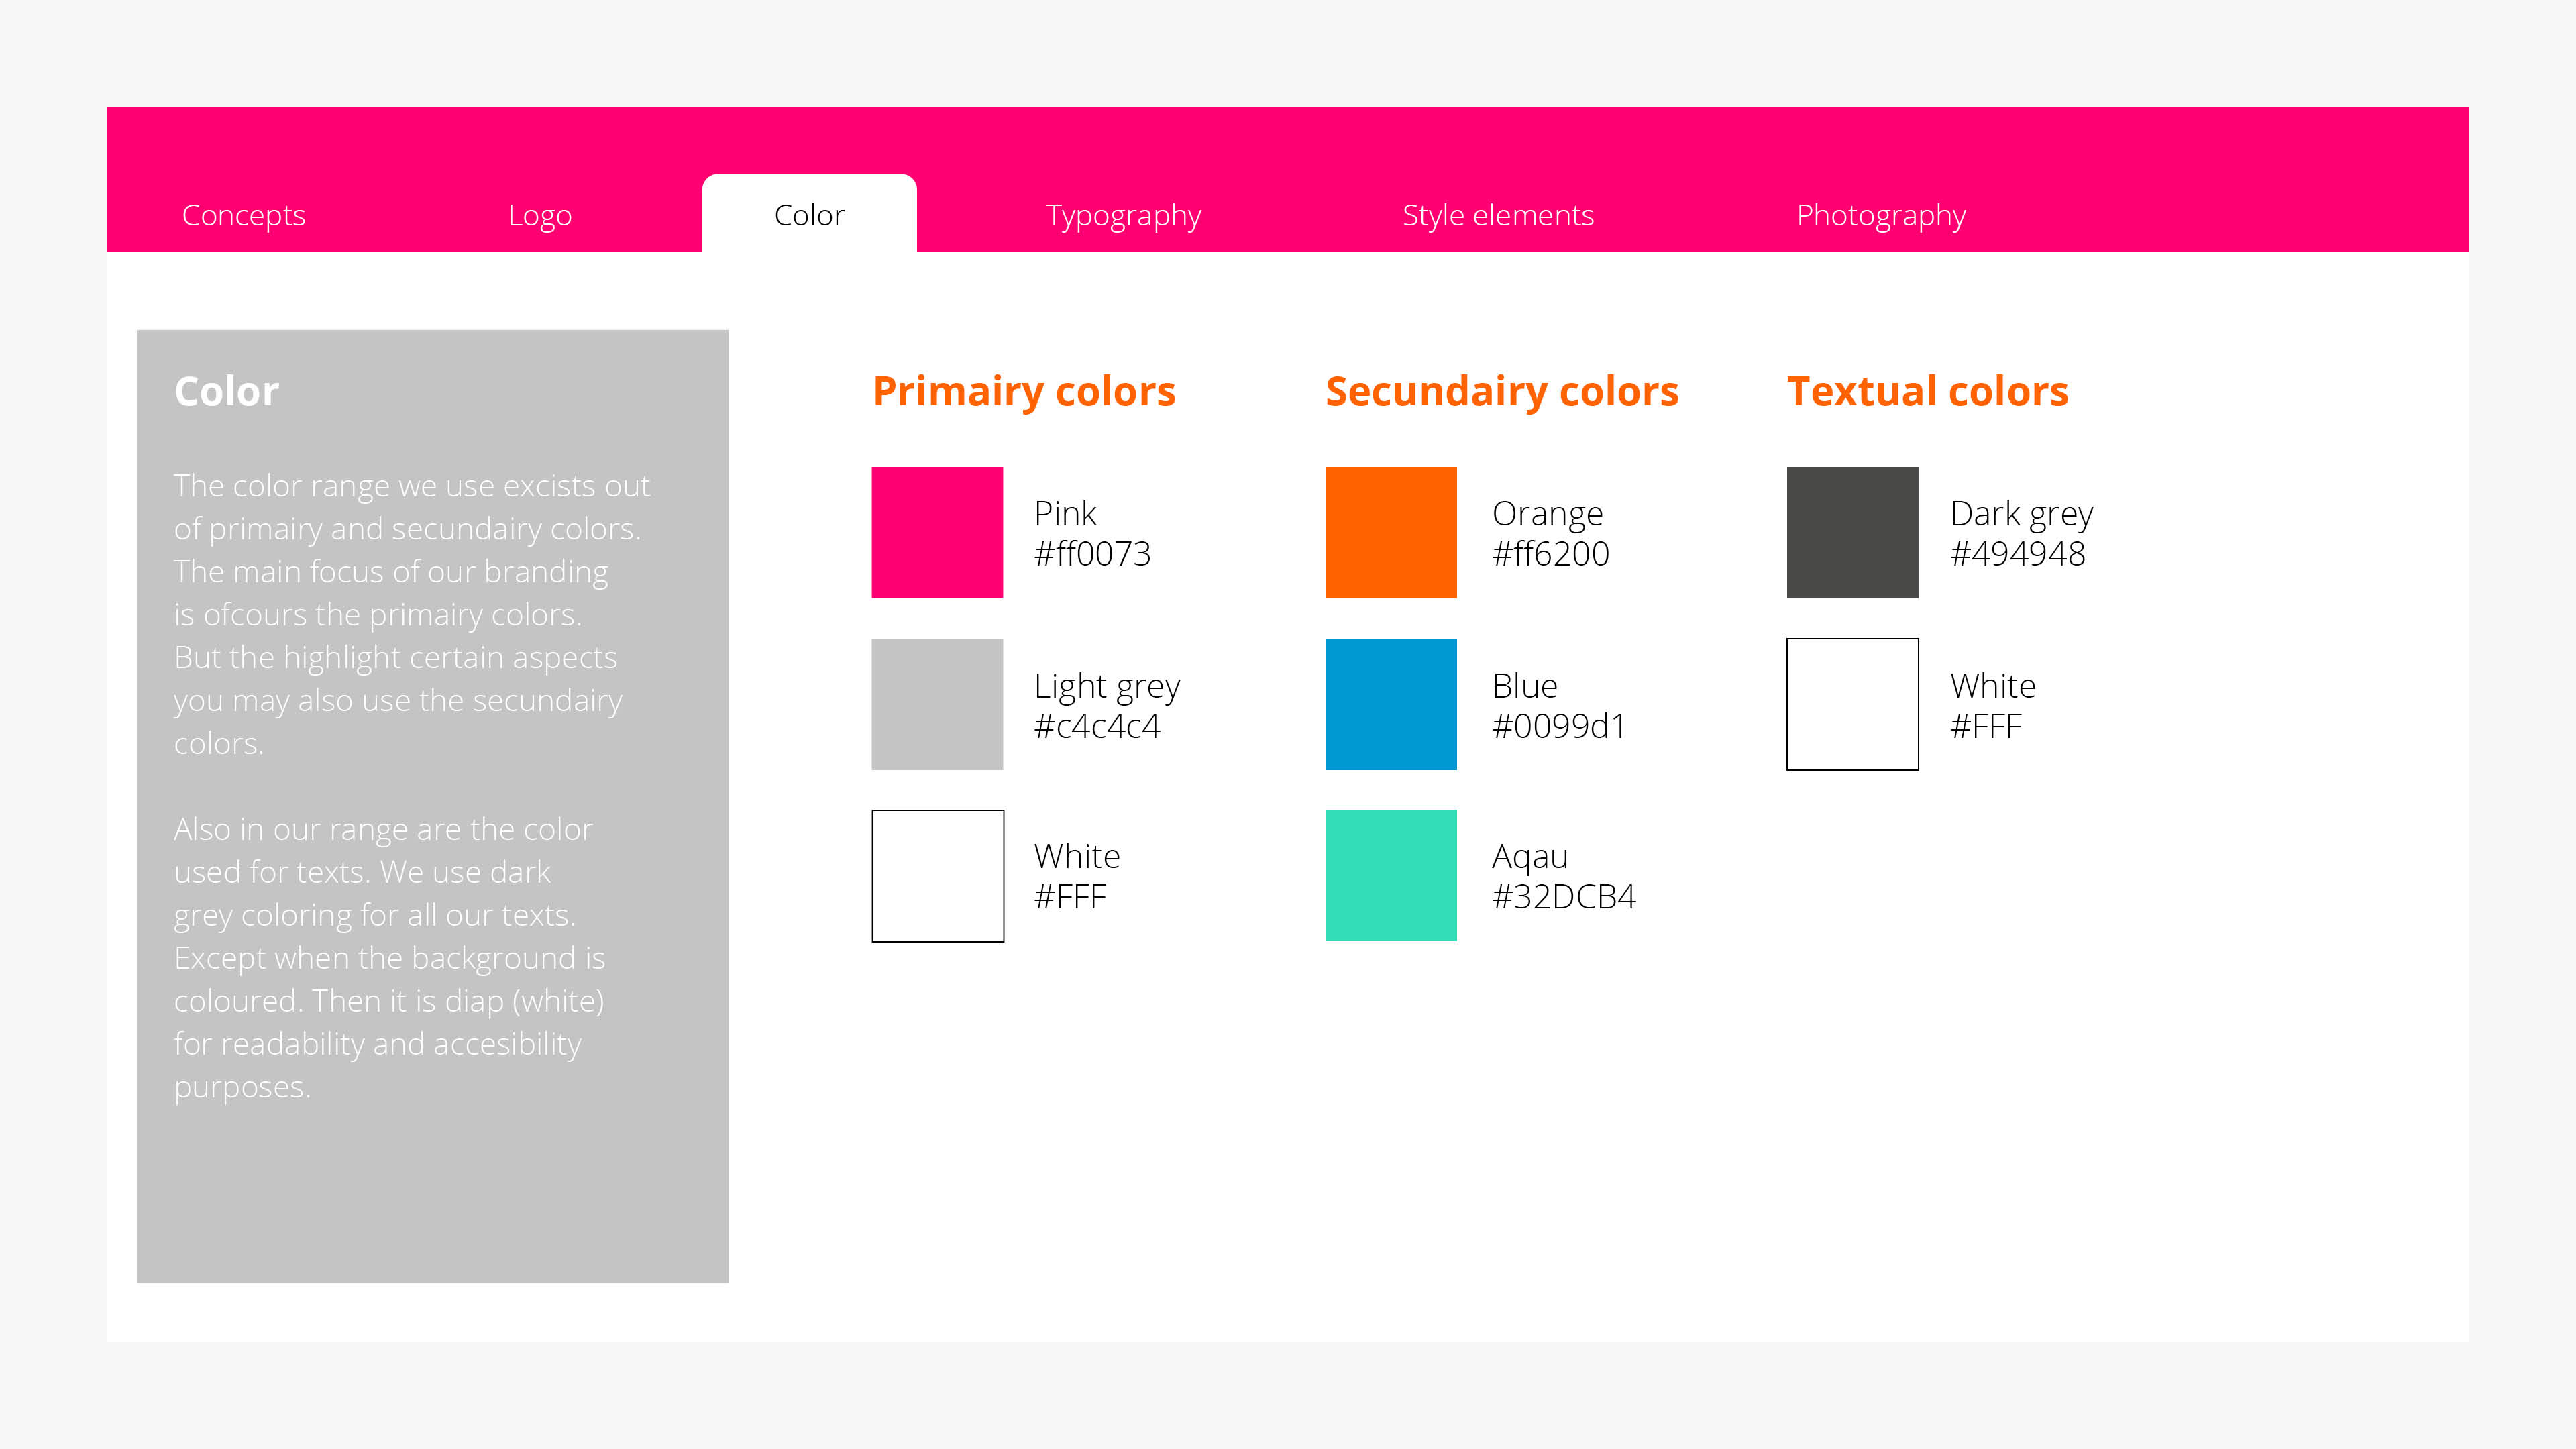 Concepts
Logo
Color
Typography
Style elements
Photography
Color
The color range we use excists out
of primairy and secundairy colors.
The main focus of our branding
is ofcours the primairy colors.
But the highlight certain aspects
you may also use the secundairy
colors.
Also in our range are the color
used for texts. We use dark
grey coloring for all our texts.
Except when the background is
coloured. Then it is diap (white)
for readability and accesibility
purposes.
Primairy colors
Pink
#ff0073
Light grey
#c4c4c4
White
#FFF
Secundairy colors
Orange
#ff6200
Blue
#0099d1
Aqau
#32DCB4
Textual colors
Dark grey
#494948
White
#FFF